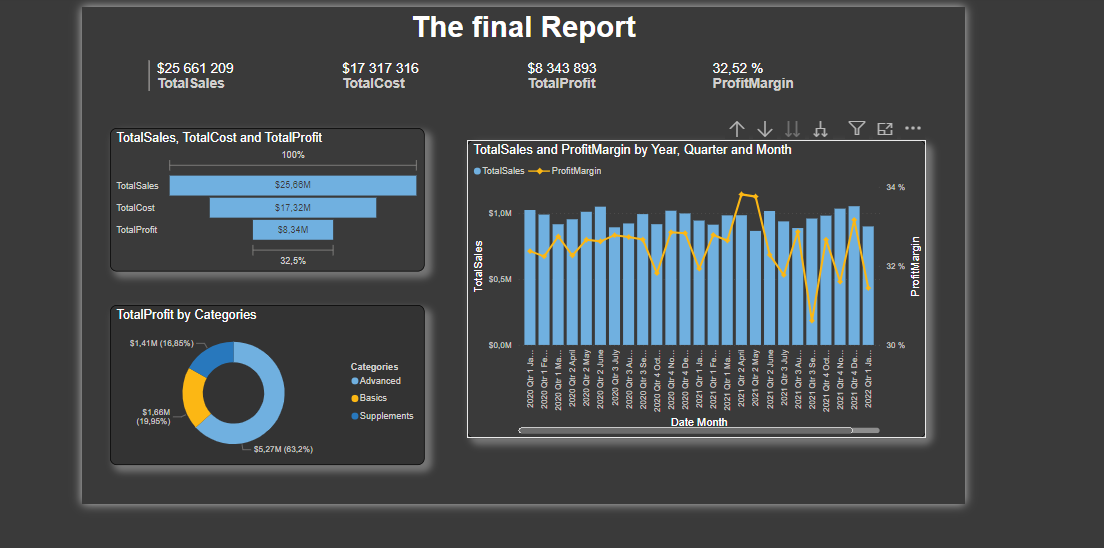 The final Report
$25 661 209
TotalSales
$17 317 316
TotalCost
$8 343 893
TotalProfit
32,52 %
ProfitMargin
TotalSales, TotalCost and TotalProfit
100%
TotalSales
$25,66M
TotalCost
$17,32M
TotalProfit
$8,34M
32,5%
TotalProfit by Categories
$1,41M (16,85%)
$1,66M
(19,95%)
$5,27M (63,2%)
Categories
Advanced
Basics
Supplements
TotalSales and ProfitMargin by Year, Quarter and Month
TotalSales
ProfitMargin
TotalSales
$1,0M
$0,5M
$0,0M
34 %
32 %
30 %
ProfitMargin
2020 Qtr 1 Ja...
2020 Qtr 1 Fe...
2020 Qtr 1 Ma...
2020 Qtr 2 April
2020 Qtr 2 May
2020 Qtr 2 June
2020 Qtr 3 July
2020 Qtr 3 Au...
2020 Qtr 3 Se...
2020 Qtr 4 Oct...
2020 Qtr 4 No...
2020 Qtr 4 De...
2021 Qtr 1 Ja...
2021 Qtr 1 Fe...
2021 Qtr 1 Ma...
2021 Qtr 2 April
2021 Qtr 2 May
2021 Qtr 2 June
2021 Qtr 3 July
2021 Qtr 3 Au...
2021 Qtr 3 Se...
2021 Qtr 4 Oct...
2021 Qtr 4 No...
2021 Qtr 4 De...
2022 Qtr 1 Ja...
Date Month